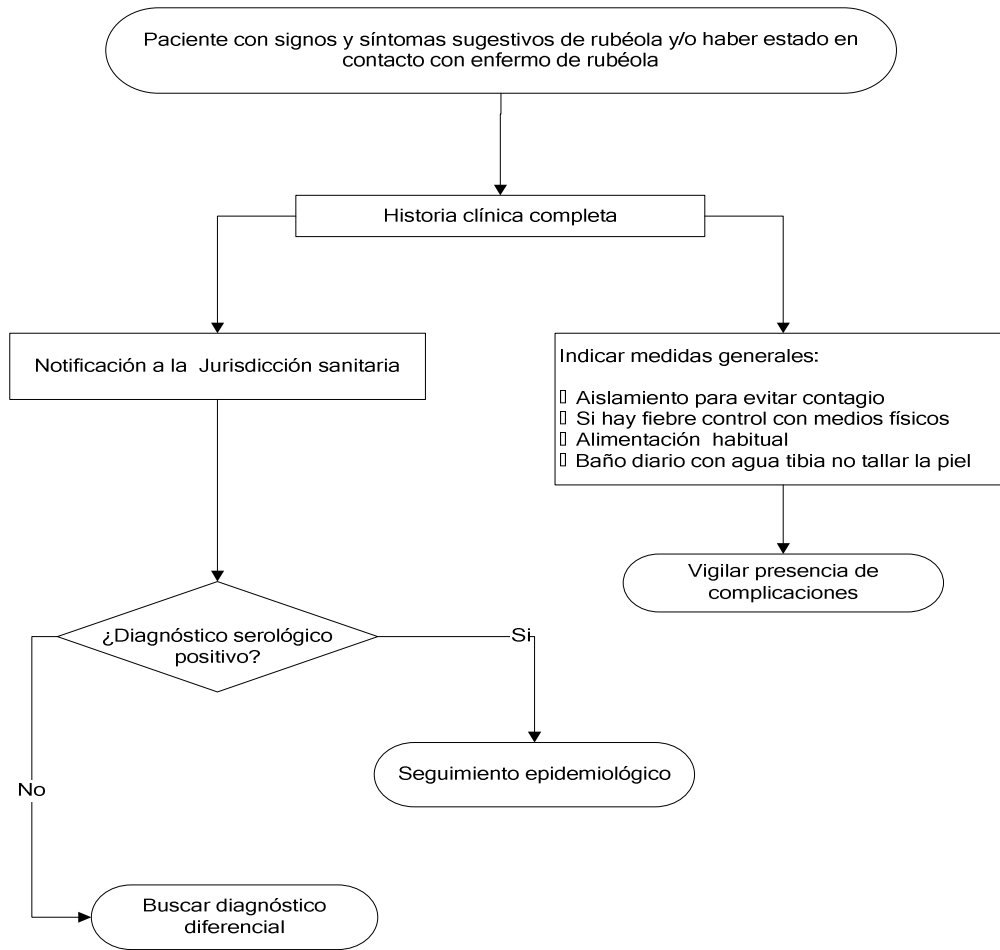 Paciente con signos y síntomas sugestivos de rubéola y/o haber estado en
contacto con enfermo de rubéola
Historia clínica completa
Notificación a la Jurisdicción sanitaria
Indicar medidas generales:
Aislamiento para evitar contagio
Si hay fiebre control con medios físicos
Alimentación habitual
Baño diario con agua tibia no tallar la piel
Vigilar presencia de
complicaciones
¿Diagnóstico serológico
positivo?
Si
Seguimiento epidemiológico
No
Buscar diagnóstico
diferencial